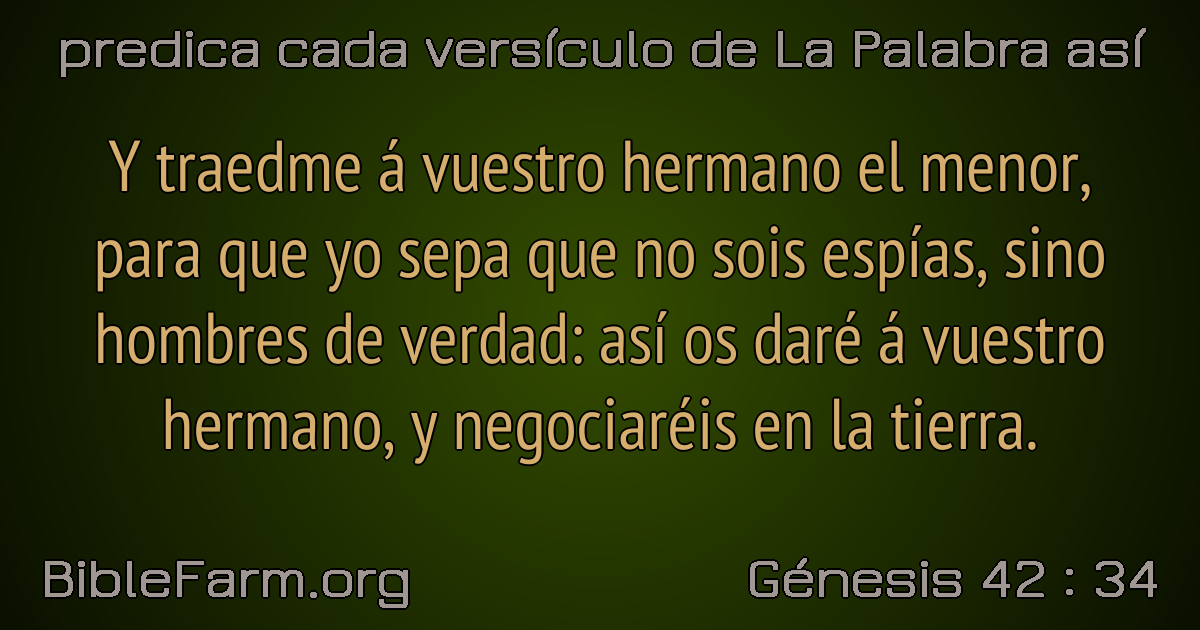 predica cada versículo de La Palabra así
Y traedme á vuestro hermano el menor,
para que yo sepa que no sois espías, sino
hombres de verdad: así os daré á vuestro
hermano, y negociaréis en la tierra.
BibleFarm.org
Génesis 42 : 34